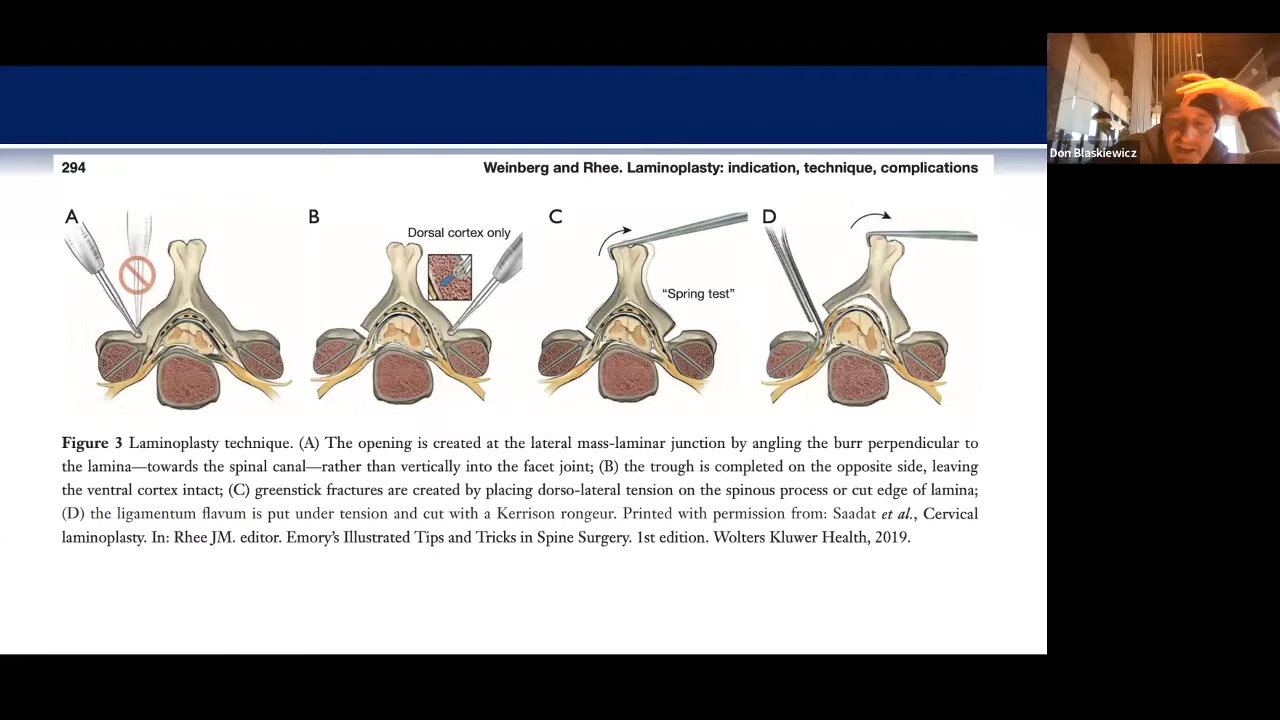 Don Blaskiewicz
294
Weinberg and Rhee. Laminoplasty: indication, technique, complications
A
B
C
D
Dorsal cortex only
“Spring test”
Figure 3 Laminoplasty technique. (A) The opening is created at the lateral mass-laminar junction by angling the burr perpendicular to
the lamina—towards the spinal canal—rather than vertically into the facet joint; (B) the trough is completed on the opposite side, leaving
the ventral cortex intact; (C) greenstick fractures are created by placing dorso-lateral tension on the spinous process or cut edge of lamina;
(D) the ligamentum flavum is put under tension and cut with a Kerrison rongeur. Printed with permission from: Saadat et al., Cervical
laminoplasty. In: Rhee JM. editor. Emory’s Illustrated Tips and Tricks in Spine Surgery. 1st edition. Wolters Kluwer Health, 2019.